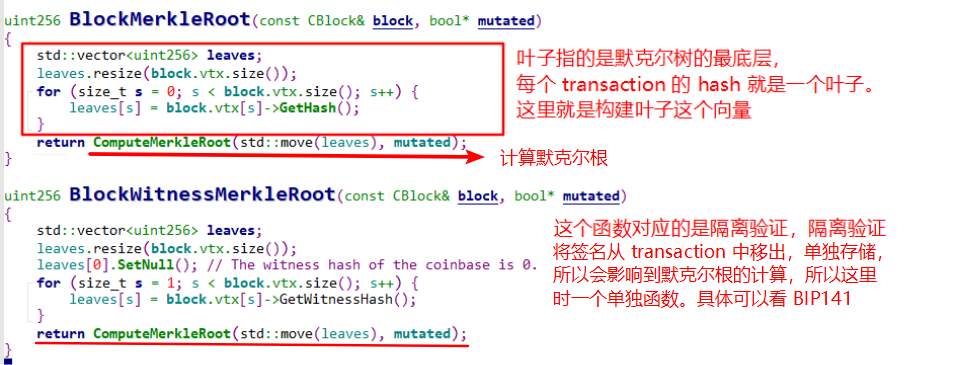 uint256 BlockMerkleRoot(const CBlock& block, bool* mutated)
{
    std::vector<uint256> leaves;
    leaves.resize(block.vtx.size());
    for (size_t s = 0; s < block.vtx.size(); s++) {
        leaves[s] = block.vtx[s]->GetHash();
    }
    return ComputeMerkleRoot(std::move(leaves), mutated);
}
叶子指的是默克尔树的最底层，
每个 transaction 的 hash 就是一个叶子。
这里就是构建叶子这个向量
计算默克尔根
uint256 BlockWitnessMerkleRoot(const CBlock& block, bool* mutated)
{
    std::vector<uint256> leaves;
    leaves.resize(block.vtx.size());
    leaves[0].SetNull(); // The witness hash of the coinbase is 0.
    for (size_t s = 1; s < block.vtx.size(); s++) {
        leaves[s] = block.vtx[s]->GetWitnessHash();
    }
    return ComputeMerkleRoot(std::move(leaves), mutated);
}
这个函数对应的是隔离验证，隔离验证
将签名从 transaction 中移出，单独存储，
所以会影响到默克尔根的计算，所以这里
时一个单独函数。具体可以看 BIP141